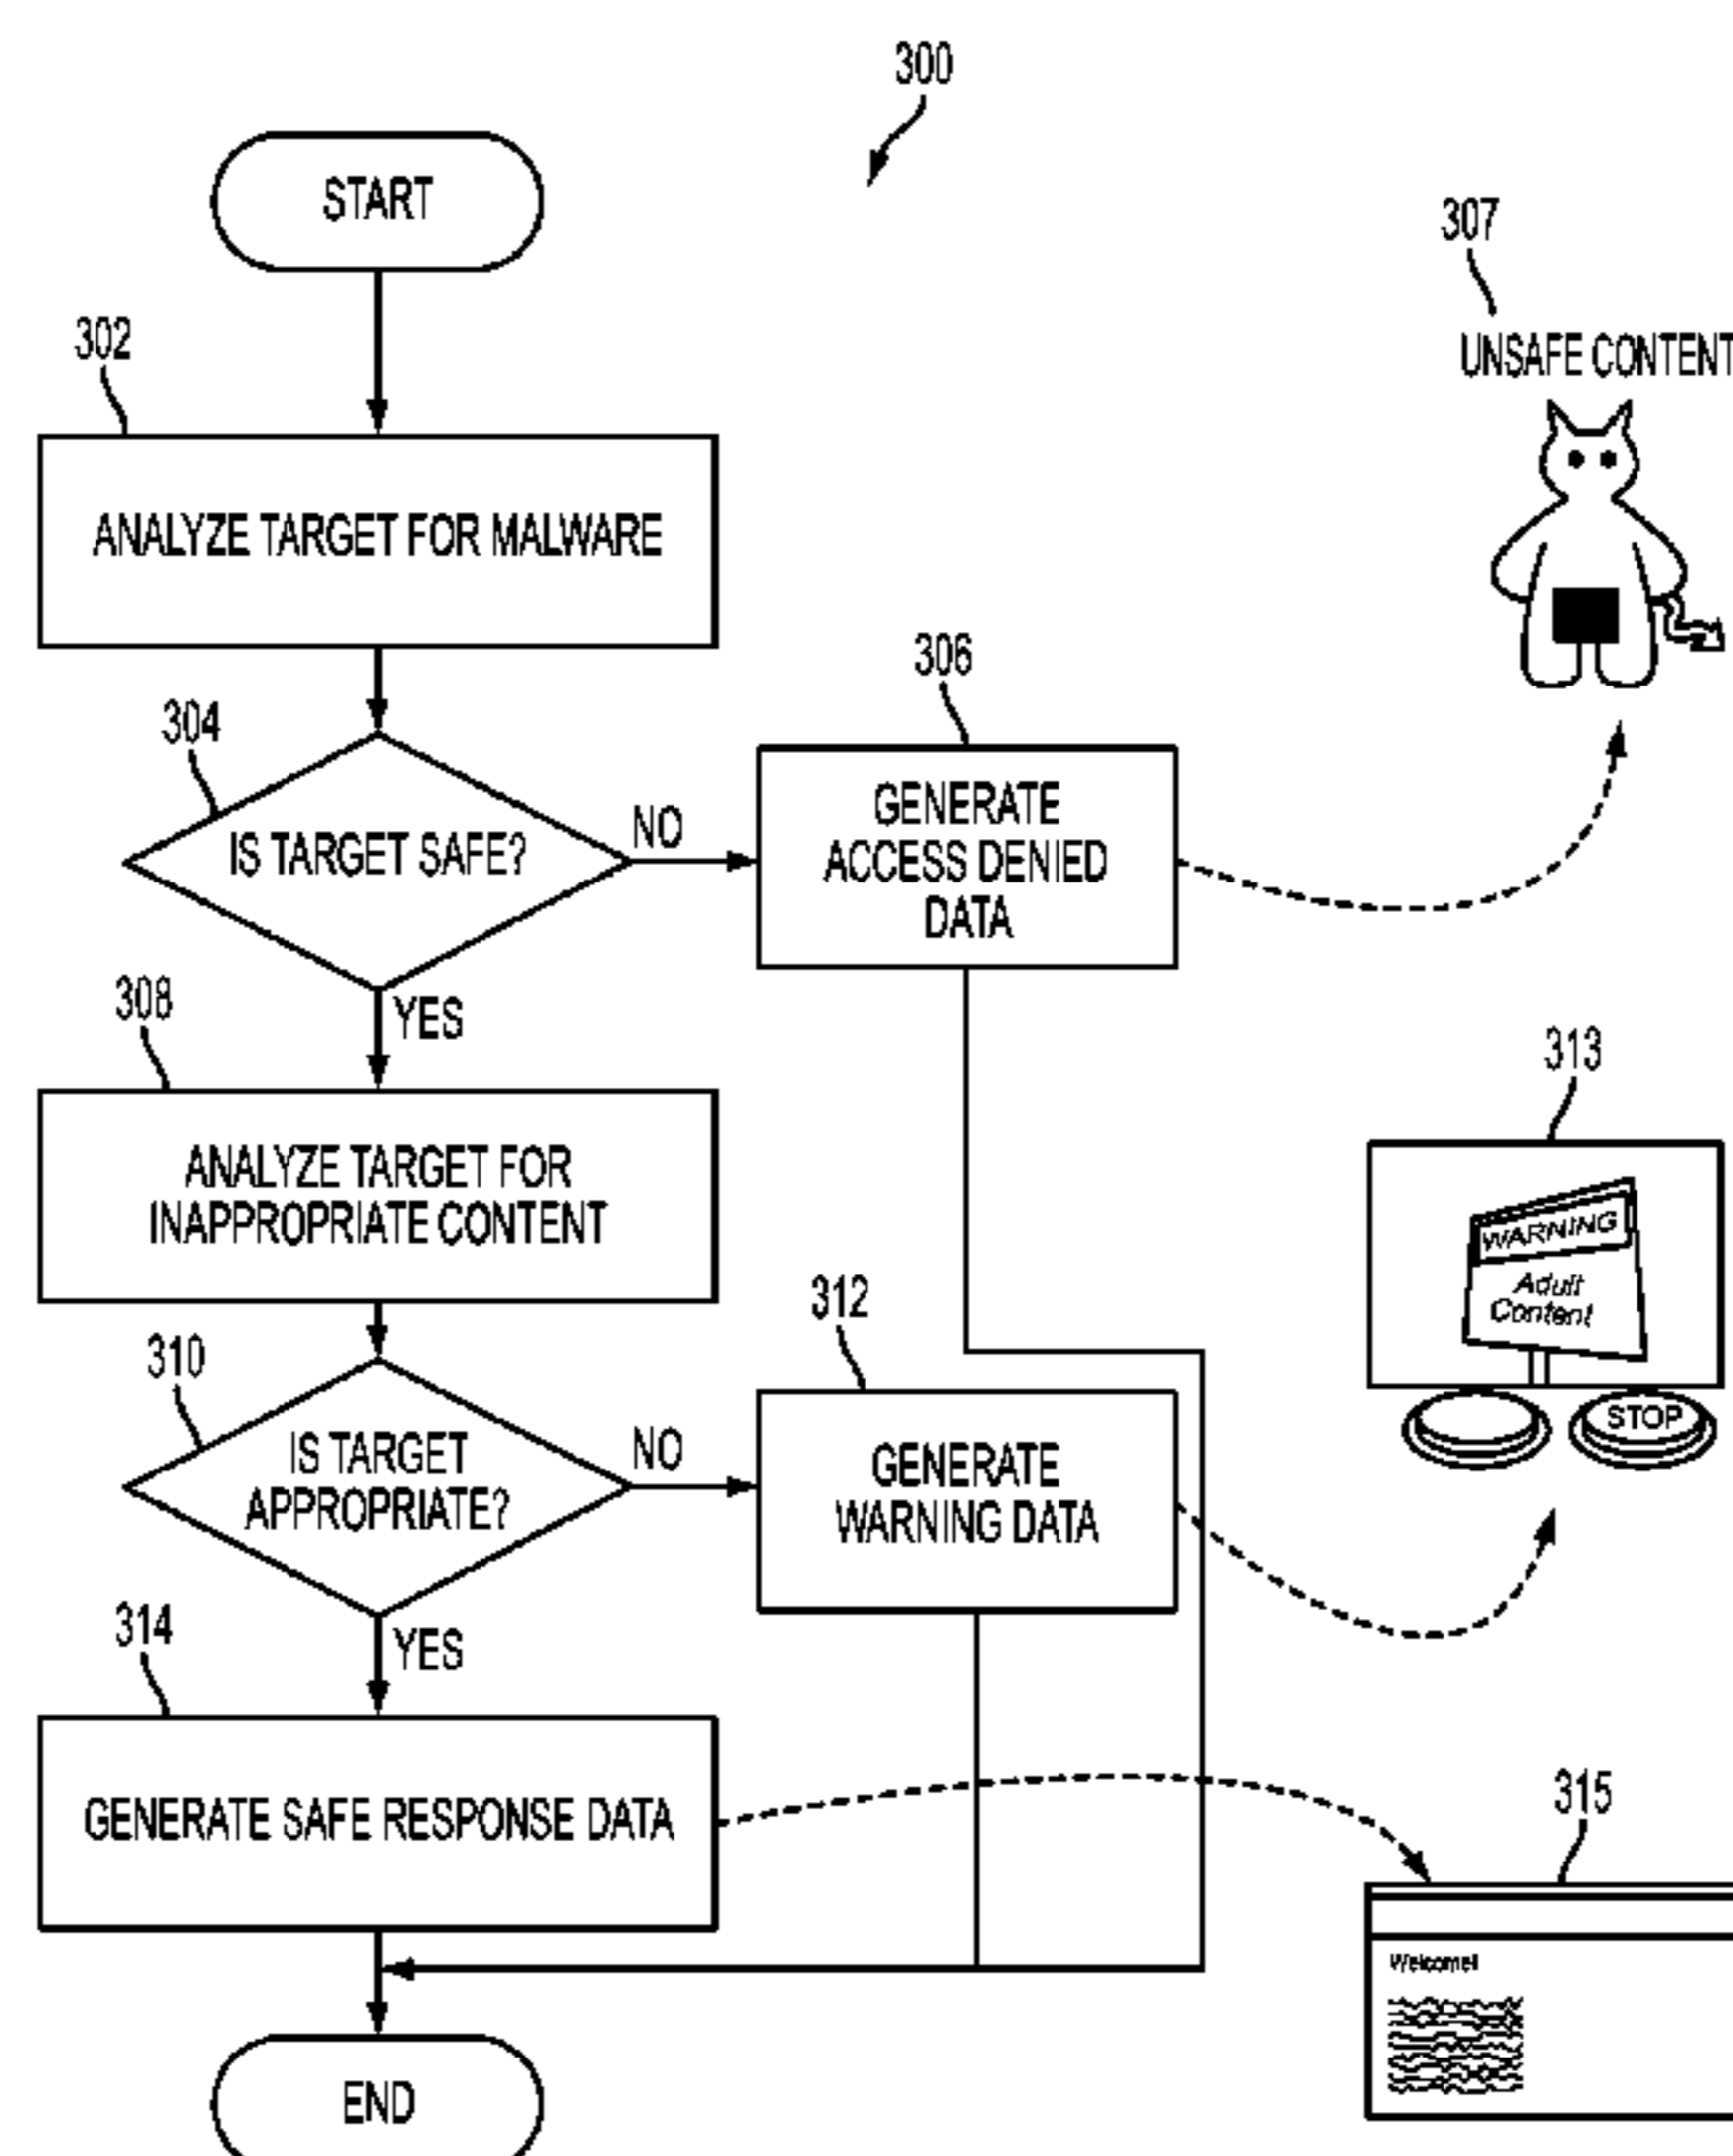 300
START
307
UNSAFE CONTENT
302
ANALYZE TARGET FOR MALWARE
306
304
IS TARGET SAFE?
NO
GENERATE
ACCESS DENIED
DATA
YES
308
ANALYZE TARGET FOR
INAPPROPRIATE CONTENT
313
WARNING
Adult
Content
STOP
312
310
IS TARGET
APPROPRIATE?
NO
GENERATE
WARNING DATA
YES
314
GENERATE SAFE RESPONSE DATA
315
Welcome!
END